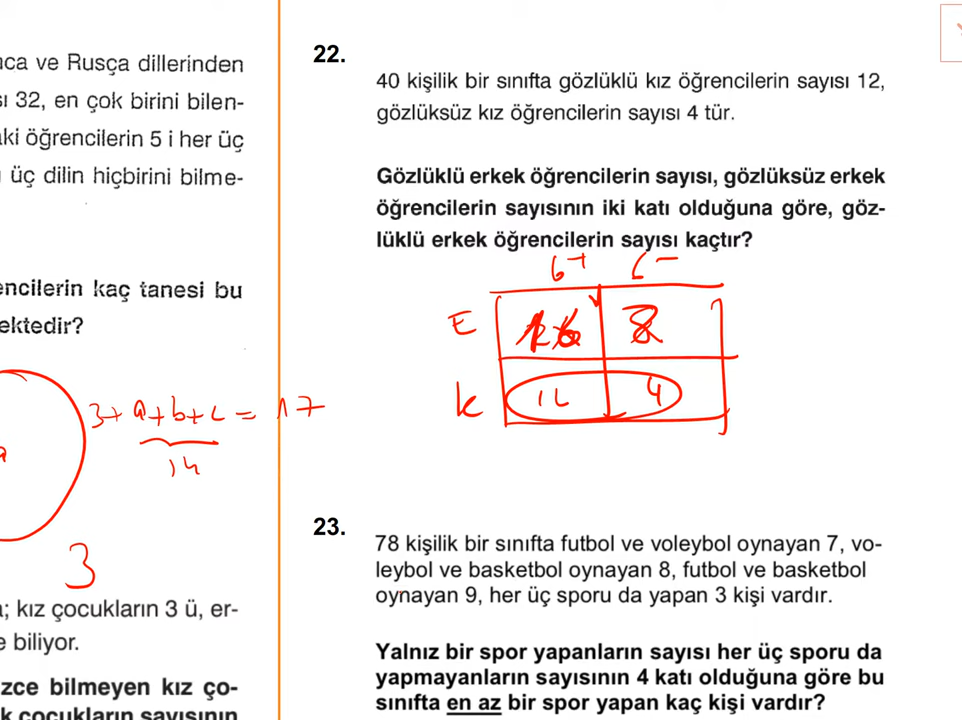 ca ve Rusça dillerinden
32, en çok birini bilen-
öğrencilerin 5 i her üç
üç dilin hiçbirini bilme-
encilerin kaç tanesi bu
ektedir?
3+a+b+c = 17
14
3
; kız çocukların 3 ü, er-
e biliyor.
zce bilmeyen kız ço-
k çocukların sayısının
22.
40 kişilik bir sınıfta gözlüklü kız öğrencilerin sayısı 12,
gözlüksüz kız öğrencilerin sayısı 4 tür.
Gözlüklü erkek öğrencilerin sayısı, gözlüksüz erkek
öğrencilerin sayısının iki katı olduğuna göre, göz-
lüklü erkek öğrencilerin sayısı kaçtır?
G+ G-
E 16 8
K 12 4
23.
78 kişilik bir sınıfta futbol ve voleybol oynayan 7, vo-
leybol ve basketbol oynayan 8, futbol ve basketbol
oynayan 9, her üç sporu da yapan 3 kişi vardır.
Yalnız bir spor yapanların sayısı her üç sporu da
yapmayanların sayısının 4 katı olduğuna göre bu
sınıfta en az bir spor yapan kaç kişi vardır?